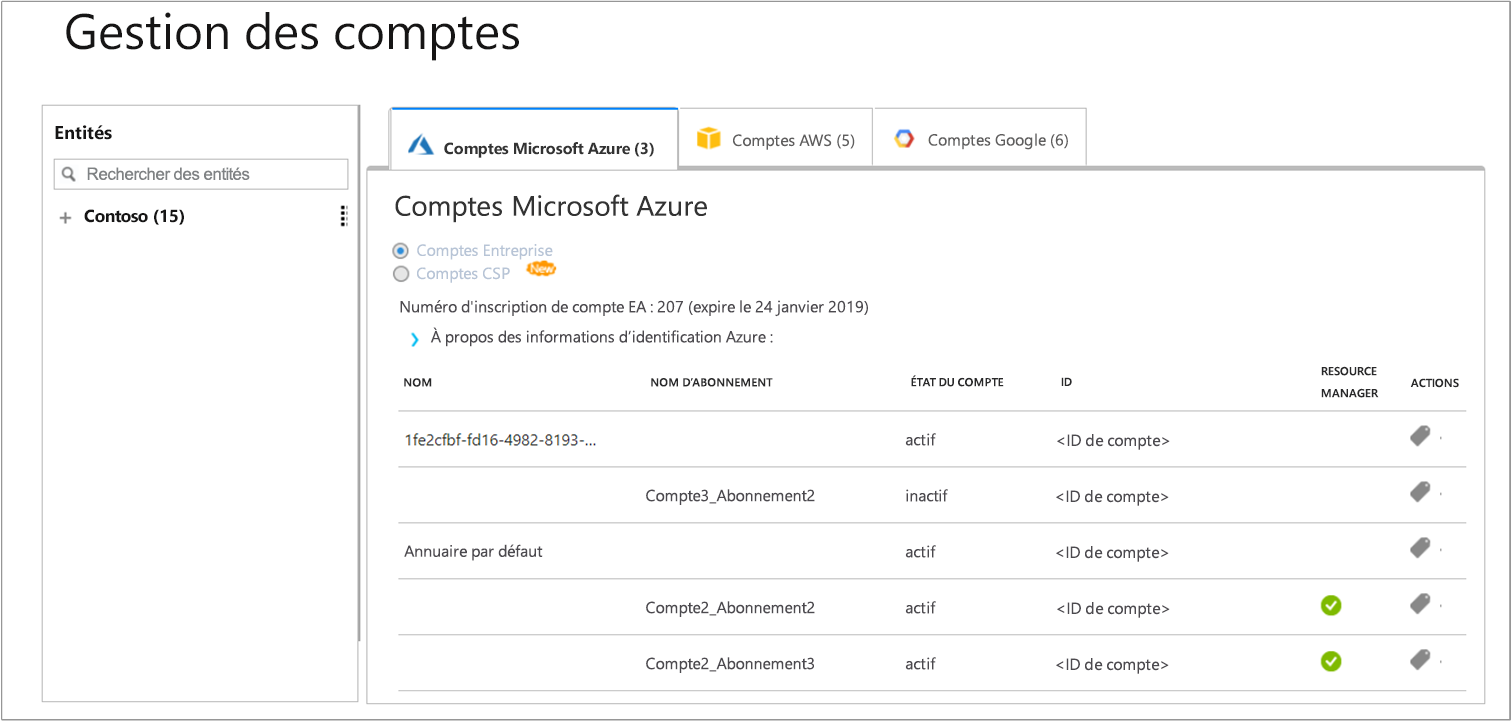 Gestion des comptes
Entités
Rechercher des entités
+ Contoso (15)
Comptes Microsoft Azure (3)
Comptes AWS (5)
Comptes Google (6)
Comptes Microsoft Azure
Comptes Entreprise
Comptes CSP New
Numéro d'inscription de compte EA : 207 (expire le 24 janvier 2019)
À propos des informations d’identification Azure :
NOM NOM D’ABONNEMENT ÉTAT DU COMPTE ID RESOURCE MANAGER ACTIONS
1fe2cfbf-fd16-4982-8193-... actif <ID de compte>
Compte3_Abonnement2 inactif <ID de compte>
Annuaire par défaut actif <ID de compte>
Compte2_Abonnement2 actif <ID de compte>
Compte2_Abonnement3 actif <ID de compte>